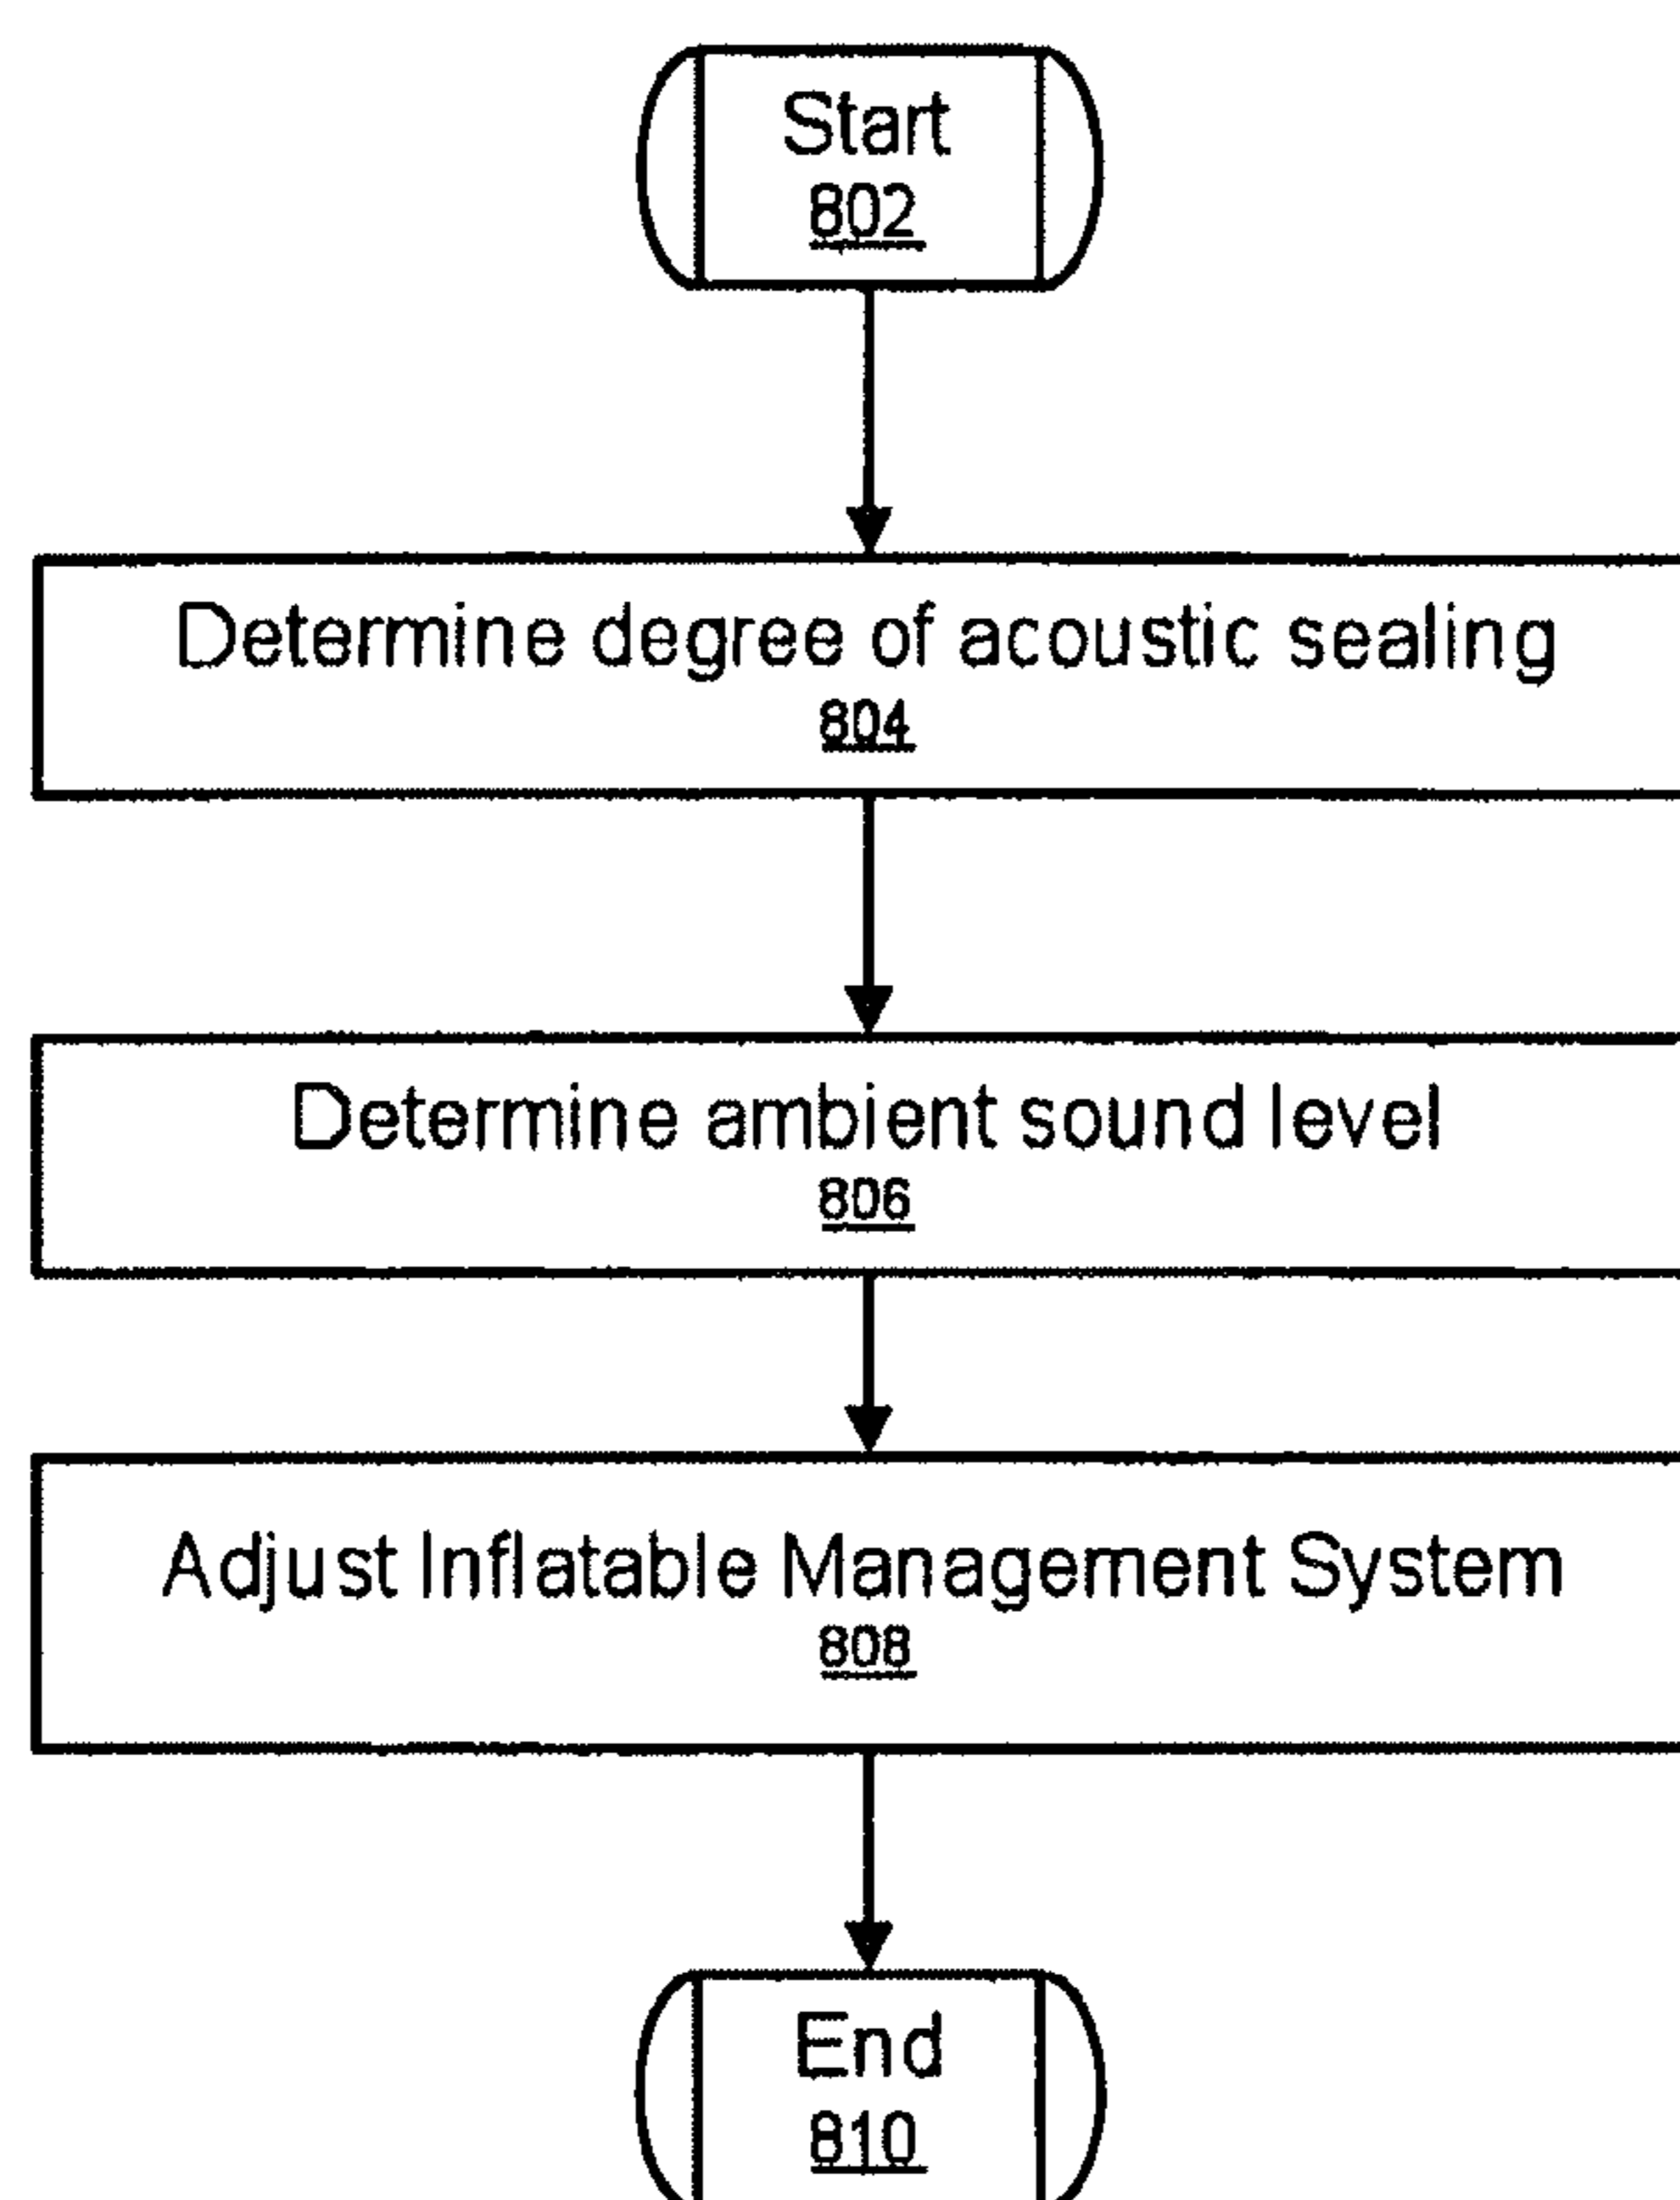 Start
802
Determine degree of acoustic sealing
804
Determine ambient sound level
806
Adjust Inflatable Management System
808
End
810